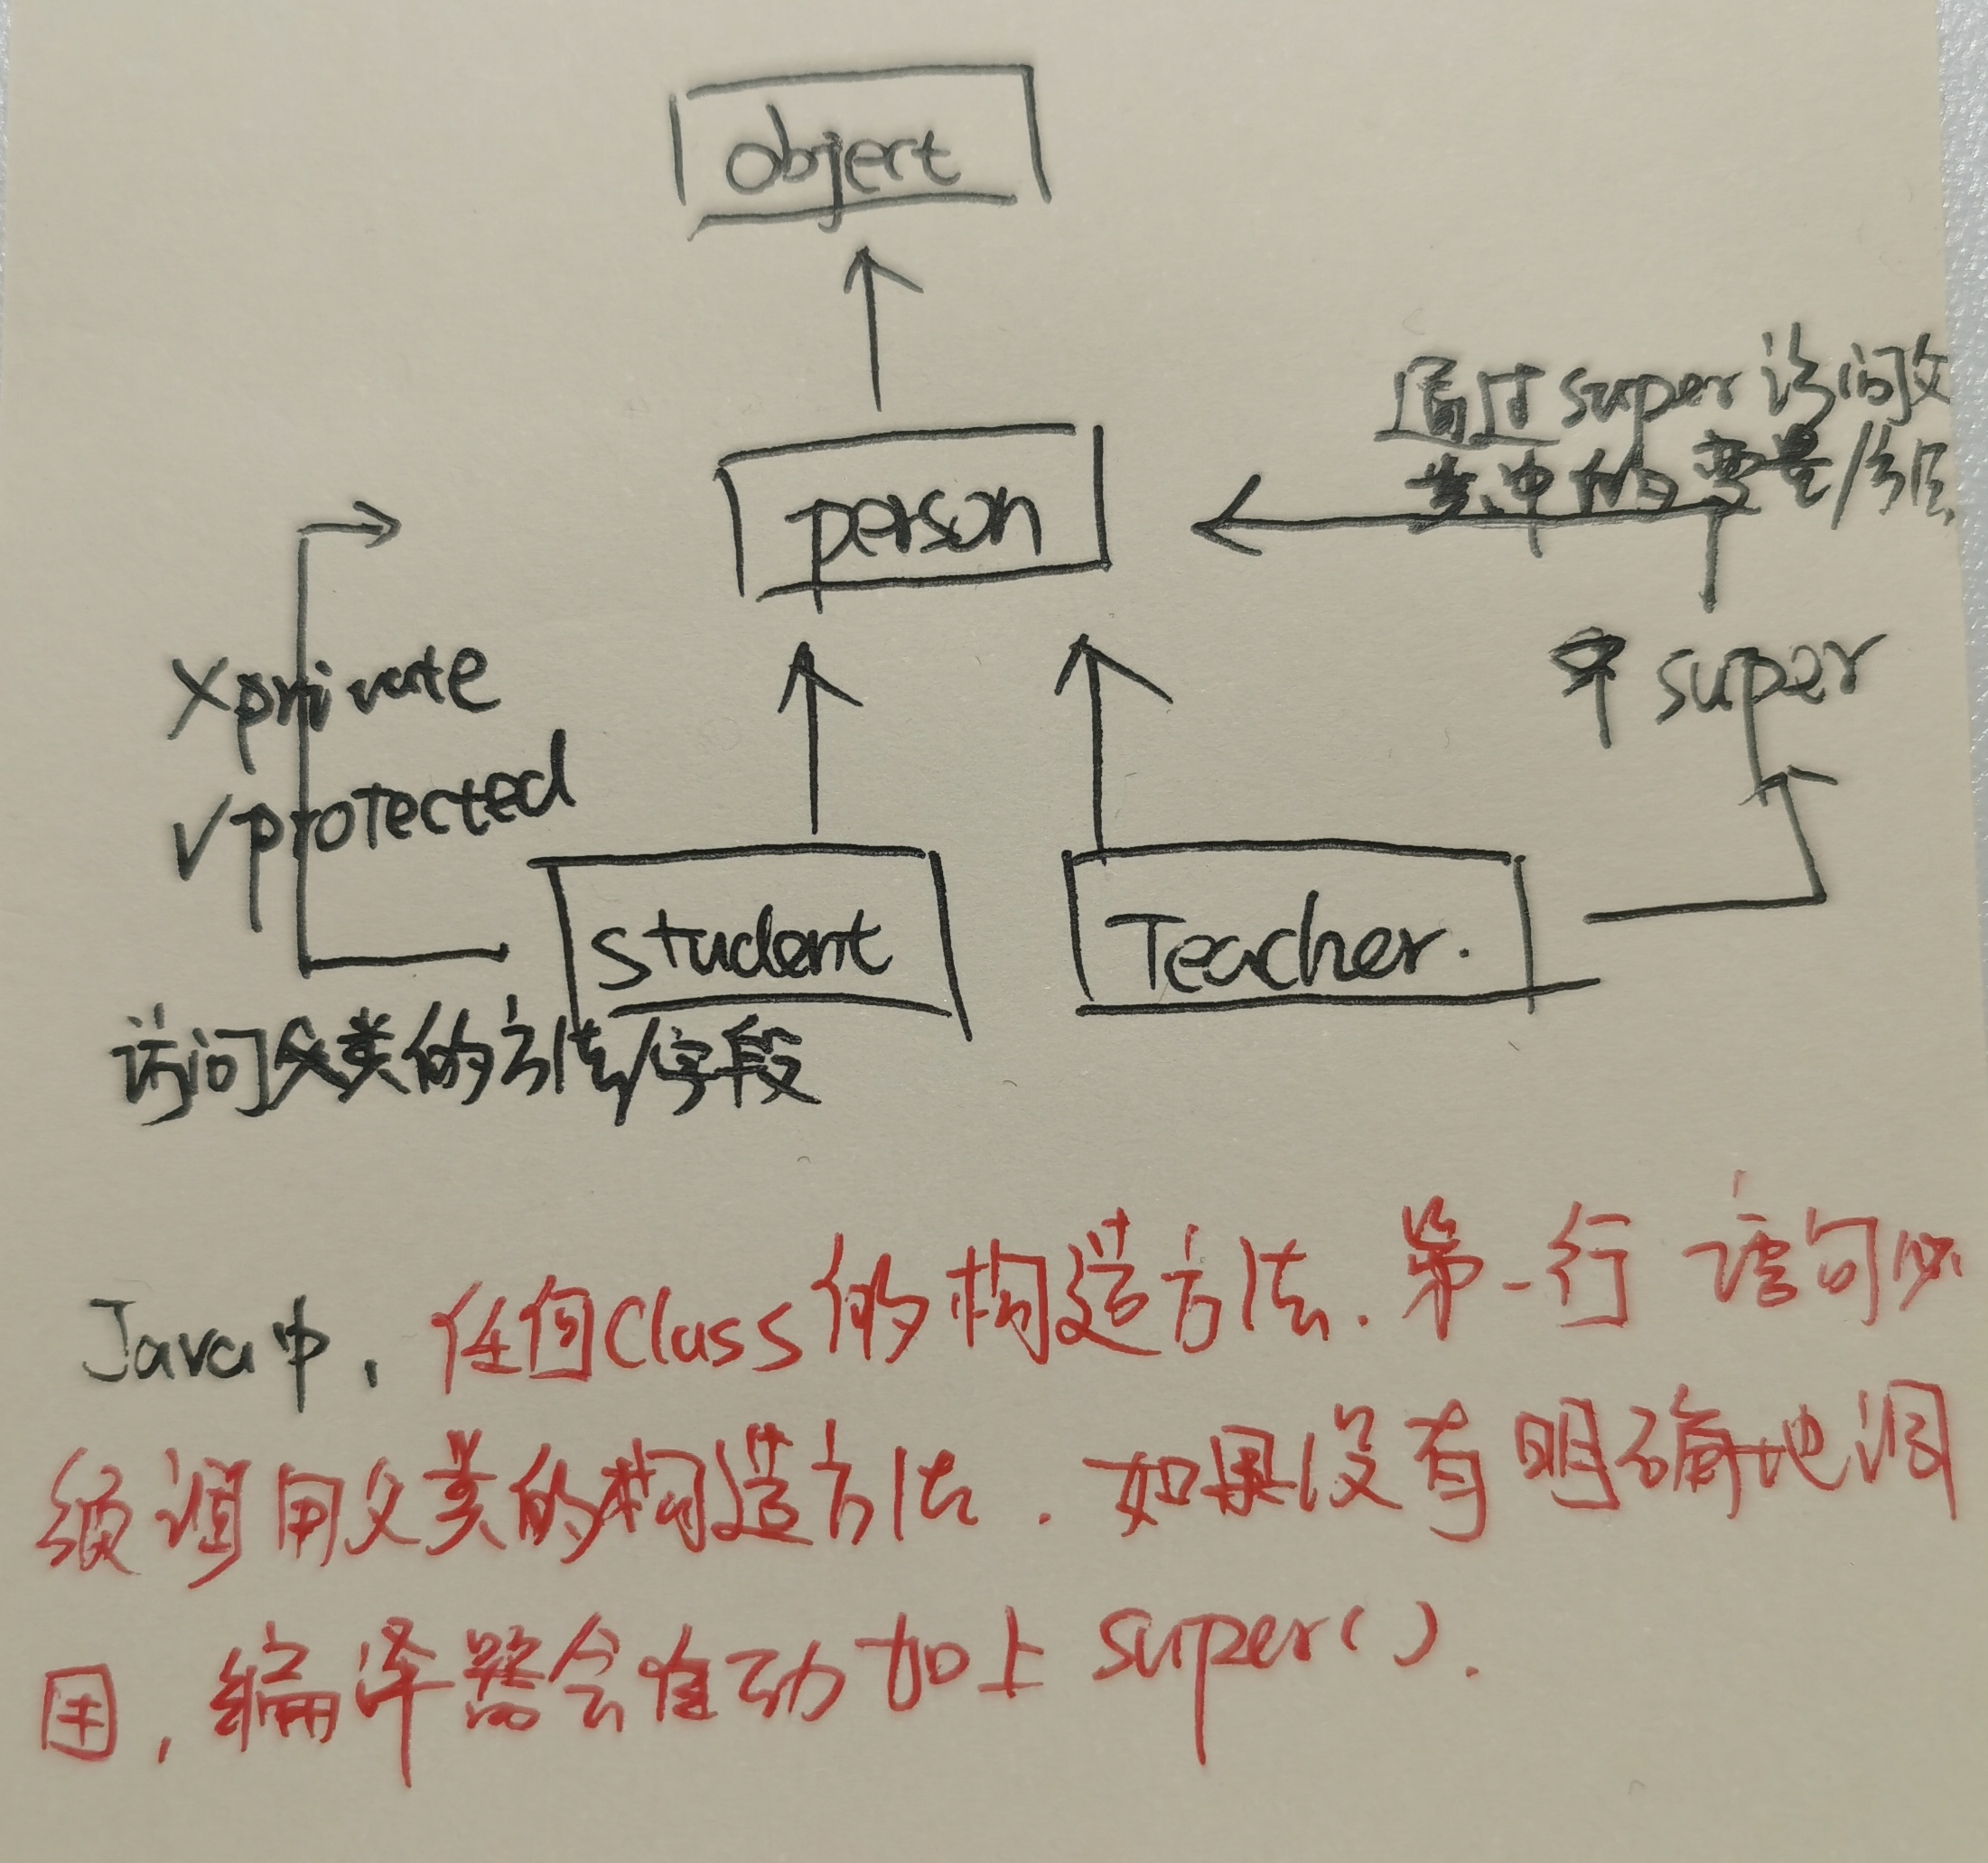 object
通过super访问父
类中的变量/
person
super
Xprivate
√protected
student
Teacher.
访问父类的方法/字段
Java中，任何Class的构造方法.第一行 语句必
须调用父类的构造方法.如果没有明确地调
用,编译器会自动加上super().